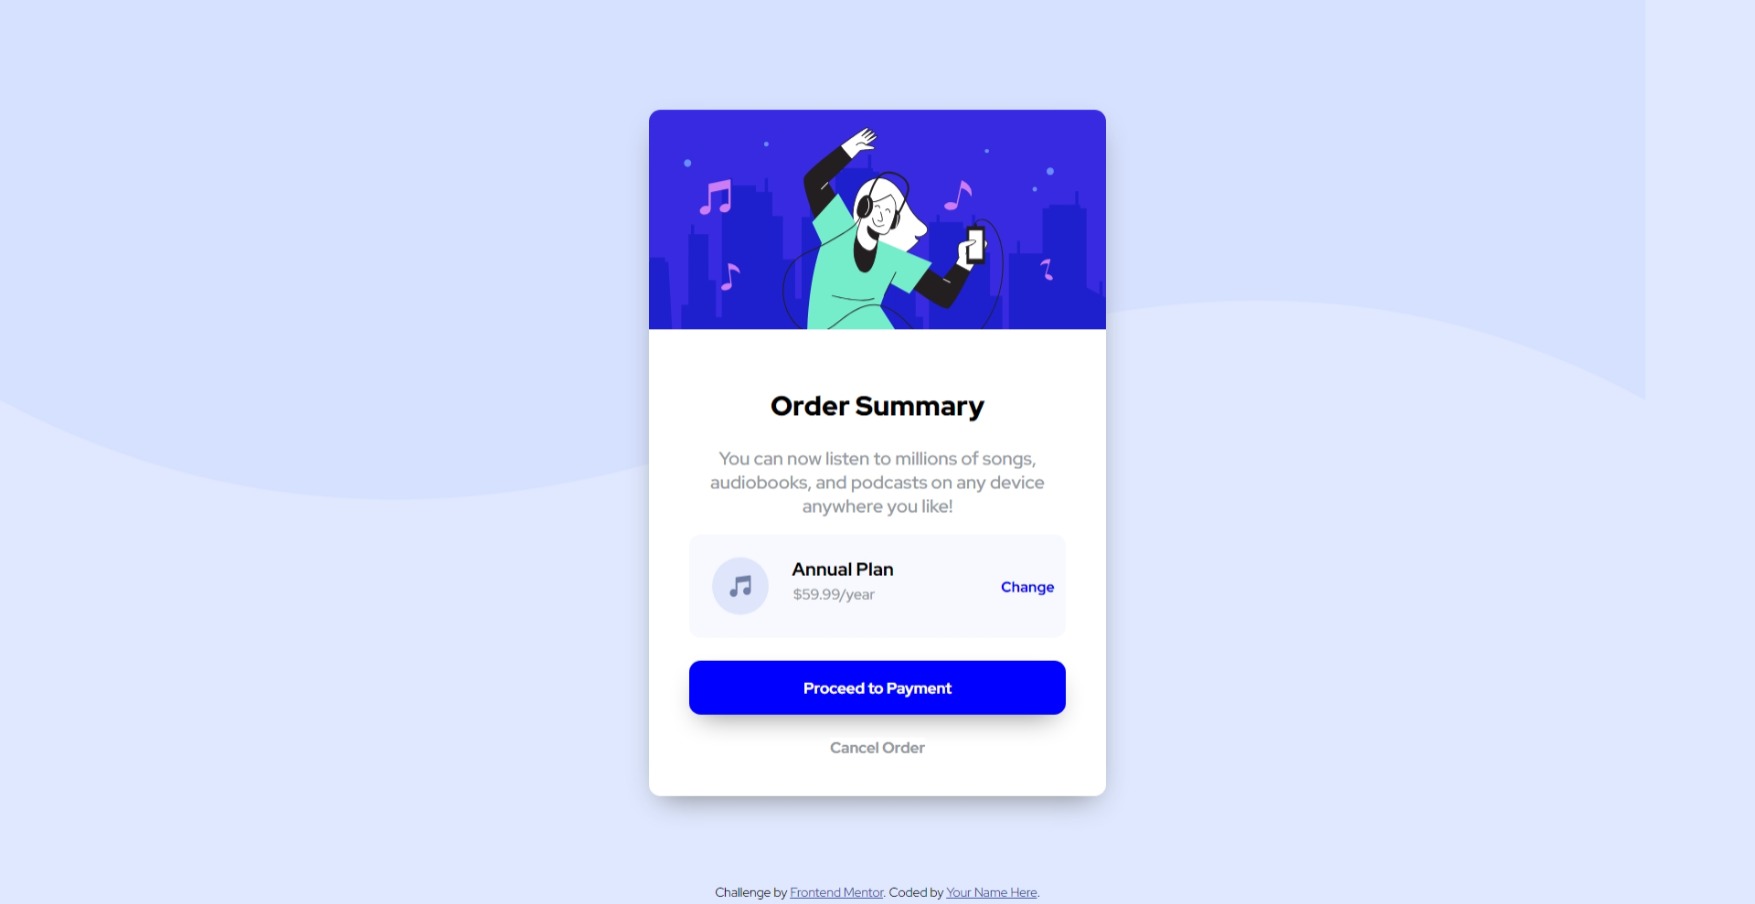 Order Summary
You can now listen to millions of songs,
audiobooks, and podcasts on any device
anywhere you like!
Annual Plan
$59.99/year
Change
Proceed to Payment
Cancel Order
Challenge by Frontend Mentor. Coded by Your Name Here.